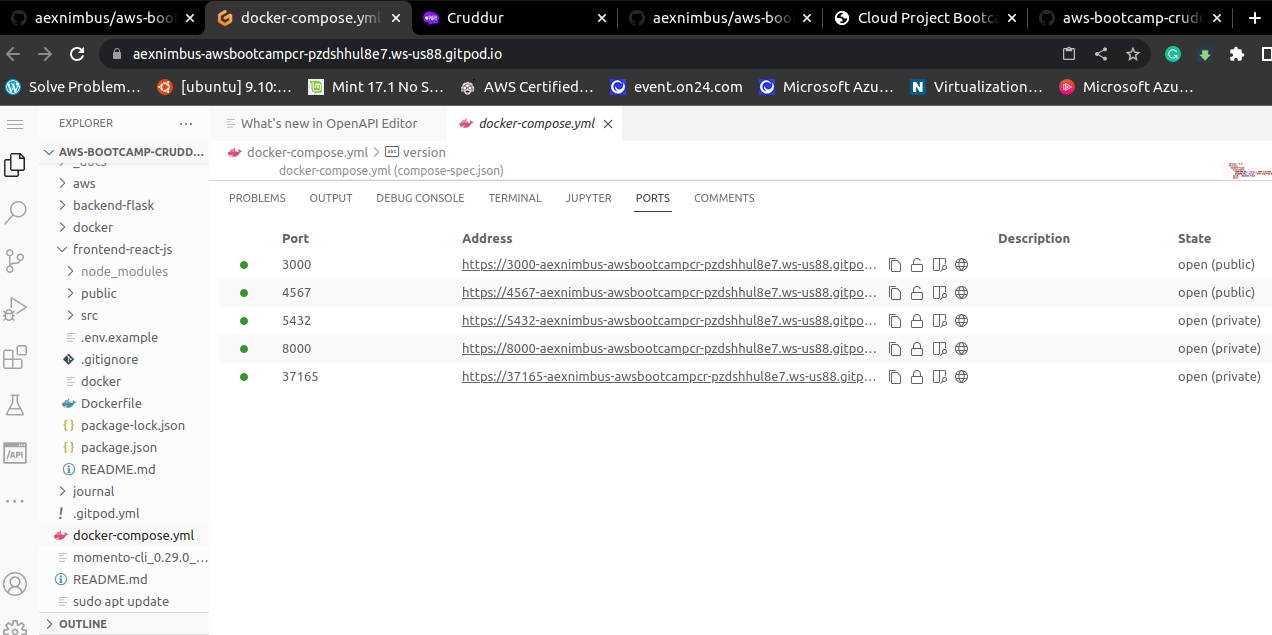 aexnimbus/aws-boot
docker-compose.yml
Cruddur
aexnimbus/aws-boo
Cloud Project Bootca
aws-bootcamp-crudd
aexnimbus-awsbootcampcr-pzdshhul8e7.ws-us88.gitpod.io
Solve Problem...
[ubuntu] 9.10:...
Mint 17.1 No S...
AWS Certified...
event.on24.com
Microsoft Azu...
Virtualization...
Microsoft Azu...
EXPLORER
What's new in OpenAPI Editor
docker-compose.yml
AWS-BOOTCAMP-CRUDD...
docker-compose.yml > version
docker-compose.yml (compose-spec.json)
_docs
aws
backend-flask
docker
frontend-react-js
node_modules
public
src
.env.example
.gitignore
docker
Dockerfile
package-lock.json
package.json
README.md
journal
.gitpod.yml
docker-compose.yml
momento-cli_0.29.0_...
README.md
sudo apt update
OUTLINE
/API
PROBLEMS OUTPUT DEBUG CONSOLE TERMINAL JUPYTER PORTS COMMENTS
Port Address Description State
3000 https://3000-aexnimbus-awsbootcampcr-pzdshhul8e7.ws-us88.gitpo... open (public)
4567 https://4567-aexnimbus-awsbootcampcr-pzdshhul8e7.ws-us88.gitpo... open (public)
5432 https://5432-aexnimbus-awsbootcampcr-pzdshhul8e7.ws-us88.gitpo... open (private)
8000 https://8000-aexnimbus-awsbootcampcr-pzdshhul8e7.ws-us88.gitpo... open (private)
37165 https://37165-aexnimbus-awsbootcampcr-pzdshhul8e7.ws-us88.gitp... open (private)